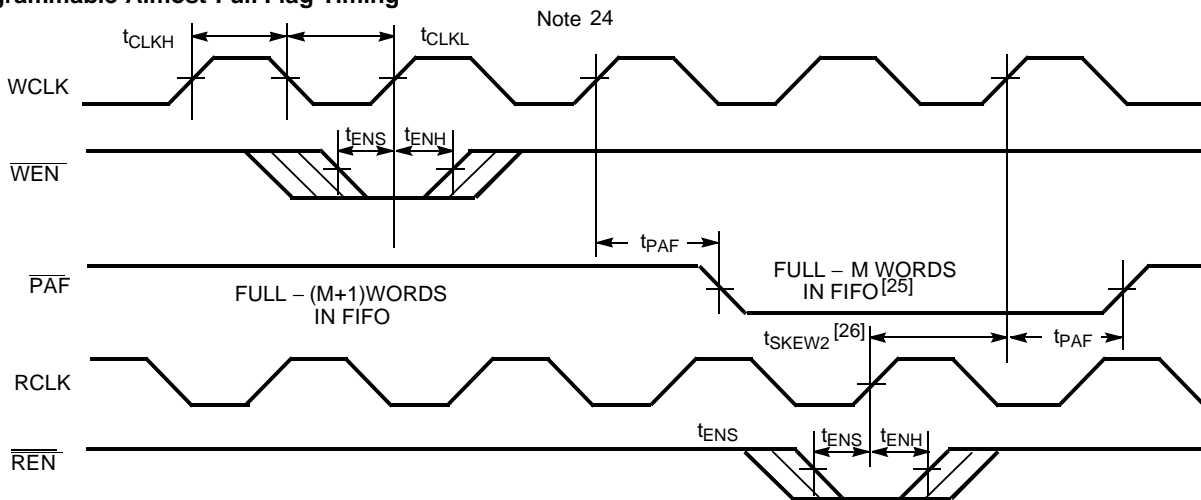 grammable Almost Full Flag Timing
Note 24
tCLKH
tCLKL
WCLK
tENS
tENH
WEN
tPAF
PAF
FULL – (M+1)WORDS
IN FIFO
FULL – M WORDS
IN FIFO[25]
tSKEW2[26]
tPAF
RCLK
tENS
tENS
tENH
REN